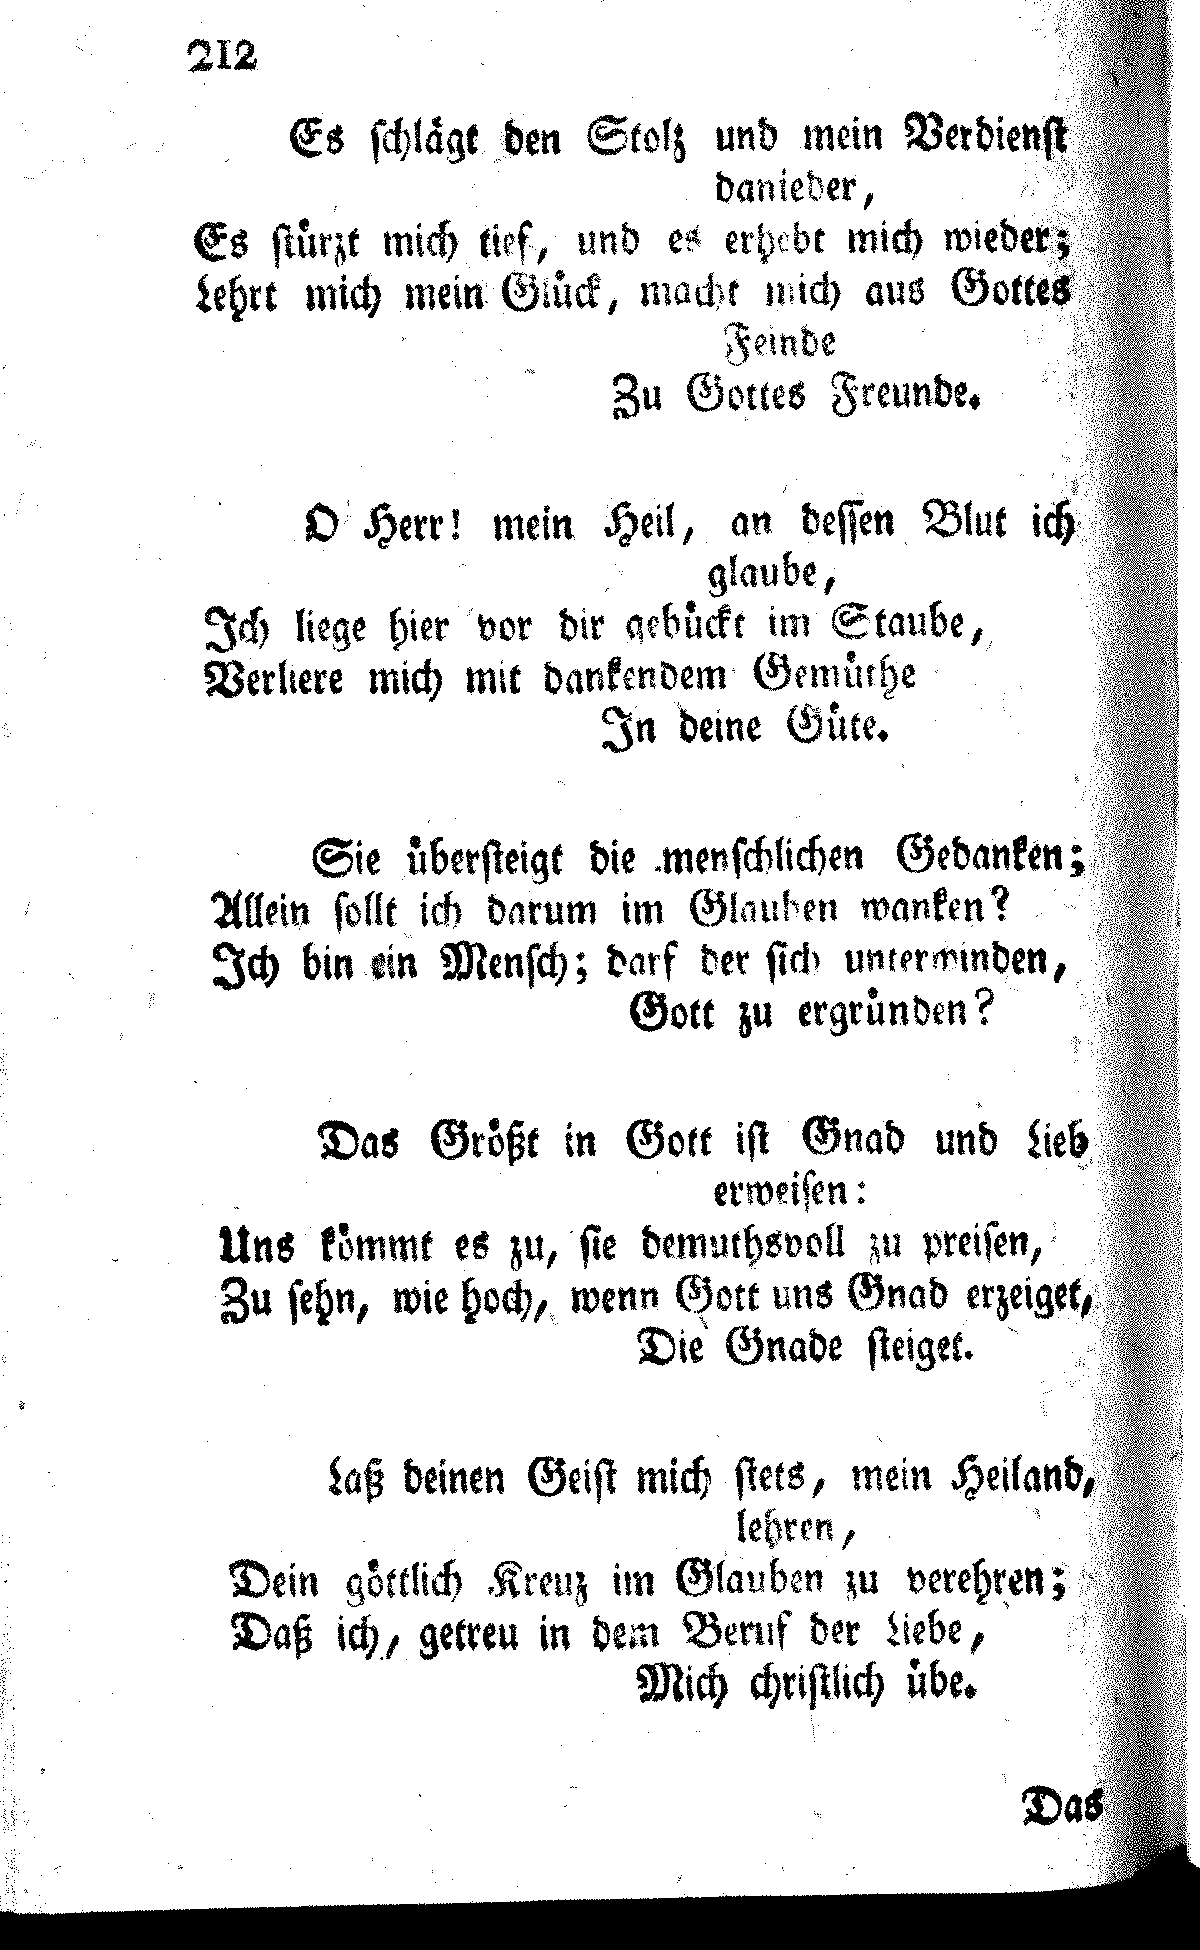 212
Es schlägt den Stolz und mein Verdienst
danieder,
Es stürzt mich tief, und es erhebt mich wieder;
Lehrt mich mein Glück, macht mich aus Gottes
Feinde
Zu Gottes Freunde.
O Herr! mein Heil, an dessen Blut ich
glaube,
Ich liege hier vor dir gebückt im Staube,
Verliere mich mit dankendem Gemüthe
In deine Güte.
Sie übersteigt die menschlichen Gedanken;
Allein sollt ich darum im Glauben wanken?
Ich bin ein Mensch; darf der sich unterwinden,
Gott zu ergründen?
Das Größt in Gott ist Gnad und Lieb
erweisen:
Uns kömmt es zu, sie demuthsvoll zu preisen,
Zu sehn, wie hoch, wenn Gott uns Gnad erzeiget,
Die Gnade steiget.
Laß deinen Geist mich stets, mein Heiland,
lehren,
Dein göttlich Kreuz im Glauben zu verehren;
Daß ich, getreu in dem Beruf der Liebe,
Mich christlich übe.
Das